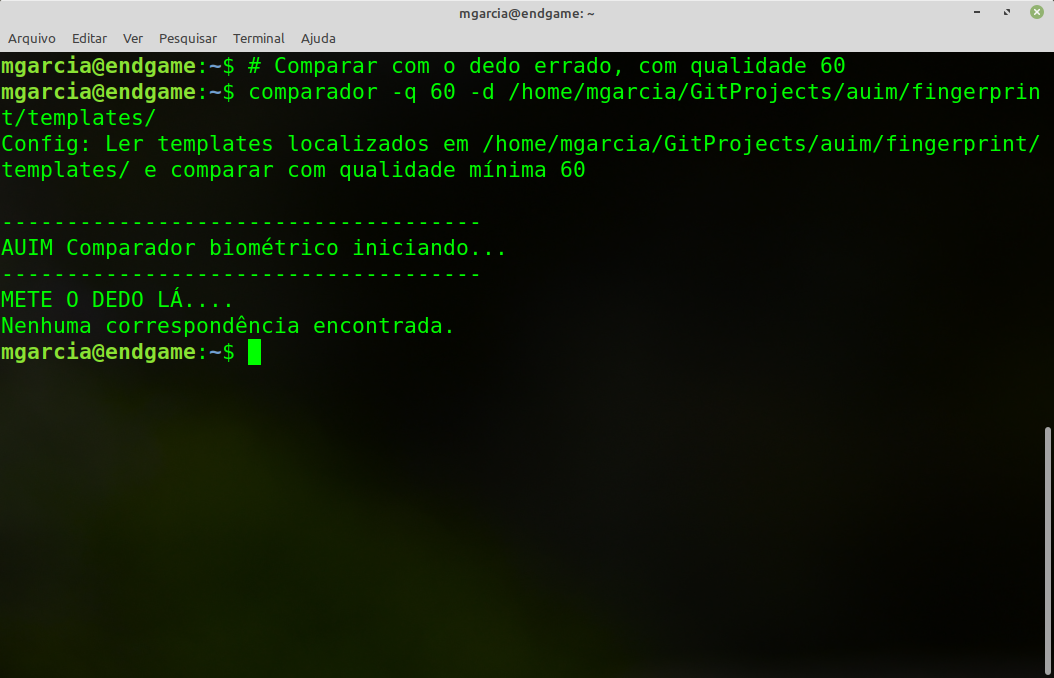 mgarcia@endgame: ~
Arquivo Editar Ver Pesquisar Terminal Ajuda
mgarcia@endgame:~$ # Comparar com o dedo errado, com qualidade 60
mgarcia@endgame:~$ comparador -q 60 -d /home/mgarcia/GitProjects/auim/fingerprin
t/templates/
Config: Ler templates localizados em /home/mgarcia/GitProjects/auim/fingerprint/
templates/ e comparar com qualidade mínima 60
-------------------------------------
AUIM Comparador biométrico iniciando...
-------------------------------------
METE O DEDO LÁ....
Nenhuma correspondência encontrada.
mgarcia@endgame:~$